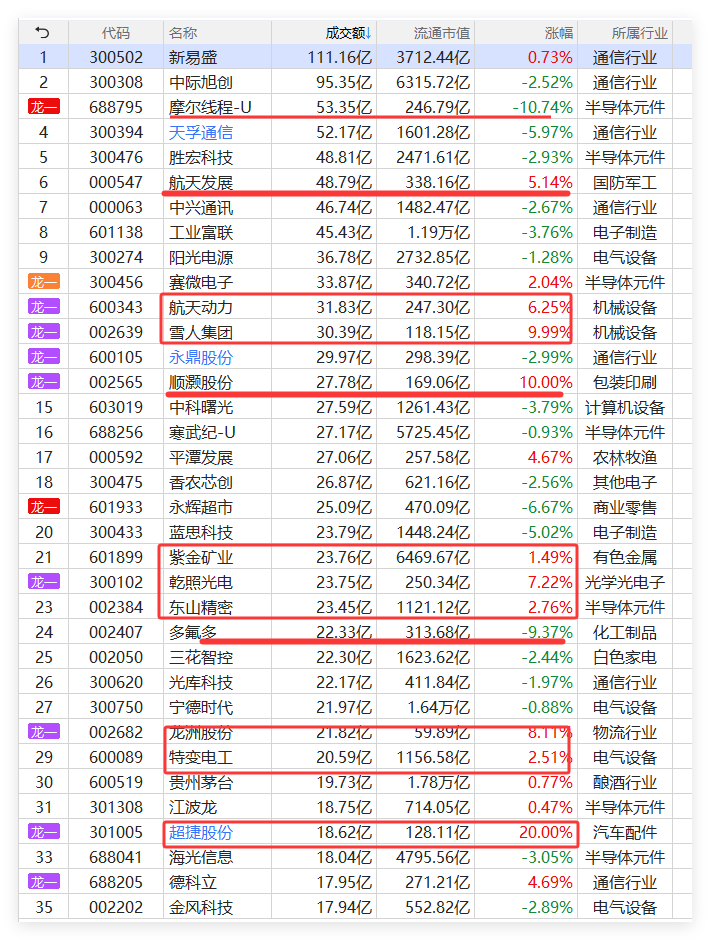 代码 名称 成交额↓ 流通市值 涨幅 所属行业
1 300502 新易盛 111.16亿 3712.44亿 0.73% 通信行业
2 300308 中际旭创 95.35亿 6315.72亿 -2.52% 通信行业
龙一 688795 摩尔线程-U 53.35亿 246.79亿 -10.74% 半导体元件
4 300394 天孚通信 52.17亿 1601.28亿 -5.97% 通信行业
5 300476 胜宏科技 48.81亿 2471.61亿 -2.93% 半导体元件
6 000547 航天发展 48.79亿 338.16亿 5.14% 国防军工
7 000063 中兴通讯 46.74亿 1482.47亿 -2.67% 通信行业
8 601138 工业富联 45.43亿 1.19万亿 -3.76% 电子制造
9 300274 阳光电源 36.78亿 2732.85亿 -1.28% 电气设备
龙一 300456 赛微电子 33.87亿 340.72亿 2.04% 半导体元件
龙一 600343 航天动力 31.83亿 247.30亿 6.25% 机械设备
龙一 002639 雪人集团 30.39亿 118.15亿 9.99% 机械设备
龙一 600105 永鼎股份 29.97亿 298.39亿 -2.99% 通信行业
龙一 002565 顺灏股份 27.78亿 169.06亿 10.00% 包装印刷
15 603019 中科曙光 27.59亿 1261.43亿 -3.79% 计算机设备
16 688256 寒武纪-U 27.17亿 5725.45亿 -0.93% 半导体元件
17 000592 平潭发展 27.06亿 257.58亿 4.67% 农林牧渔
18 300475 香农芯创 26.87亿 621.16亿 -2.56% 其他电子
龙一 601933 永辉超市 25.09亿 470.09亿 -6.67% 商业零售
20 300433 蓝思科技 23.79亿 1448.24亿 -5.02% 电子制造
21 601899 紫金矿业 23.76亿 6469.67亿 1.49% 有色金属
龙一 300102 乾照光电 23.75亿 250.34亿 7.22% 光学光电子
23 002384 东山精密 23.45亿 1121.12亿 2.76% 半导体元件
24 002407 多氟多 22.33亿 313.68亿 -9.37% 化工制品
25 002050 三花智控 22.30亿 1623.62亿 -2.44% 白色家电
26 300620 光库科技 22.17亿 411.84亿 -1.97% 通信行业
27 300750 宁德时代 21.97亿 1.64万亿 -0.88% 电气设备
龙一 002682 龙洲股份 21.82亿 59.89亿 8.11% 物流行业
29 600089 特变电工 20.59亿 1156.58亿 2.51% 电气设备
30 600519 贵州茅台 19.73亿 1.78万亿 0.77% 酿酒行业
31 301308 江波龙 18.75亿 714.05亿 0.47% 半导体元件
龙一 301005 超捷股份 18.62亿 128.11亿 20.00% 汽车配件
33 688041 海光信息 18.04亿 4795.56亿 -3.05% 半导体元件
龙一 688205 德科立 17.95亿 271.21亿 4.69% 通信行业
35 002202 金风科技 17.94亿 552.82亿 -2.89% 电气设备